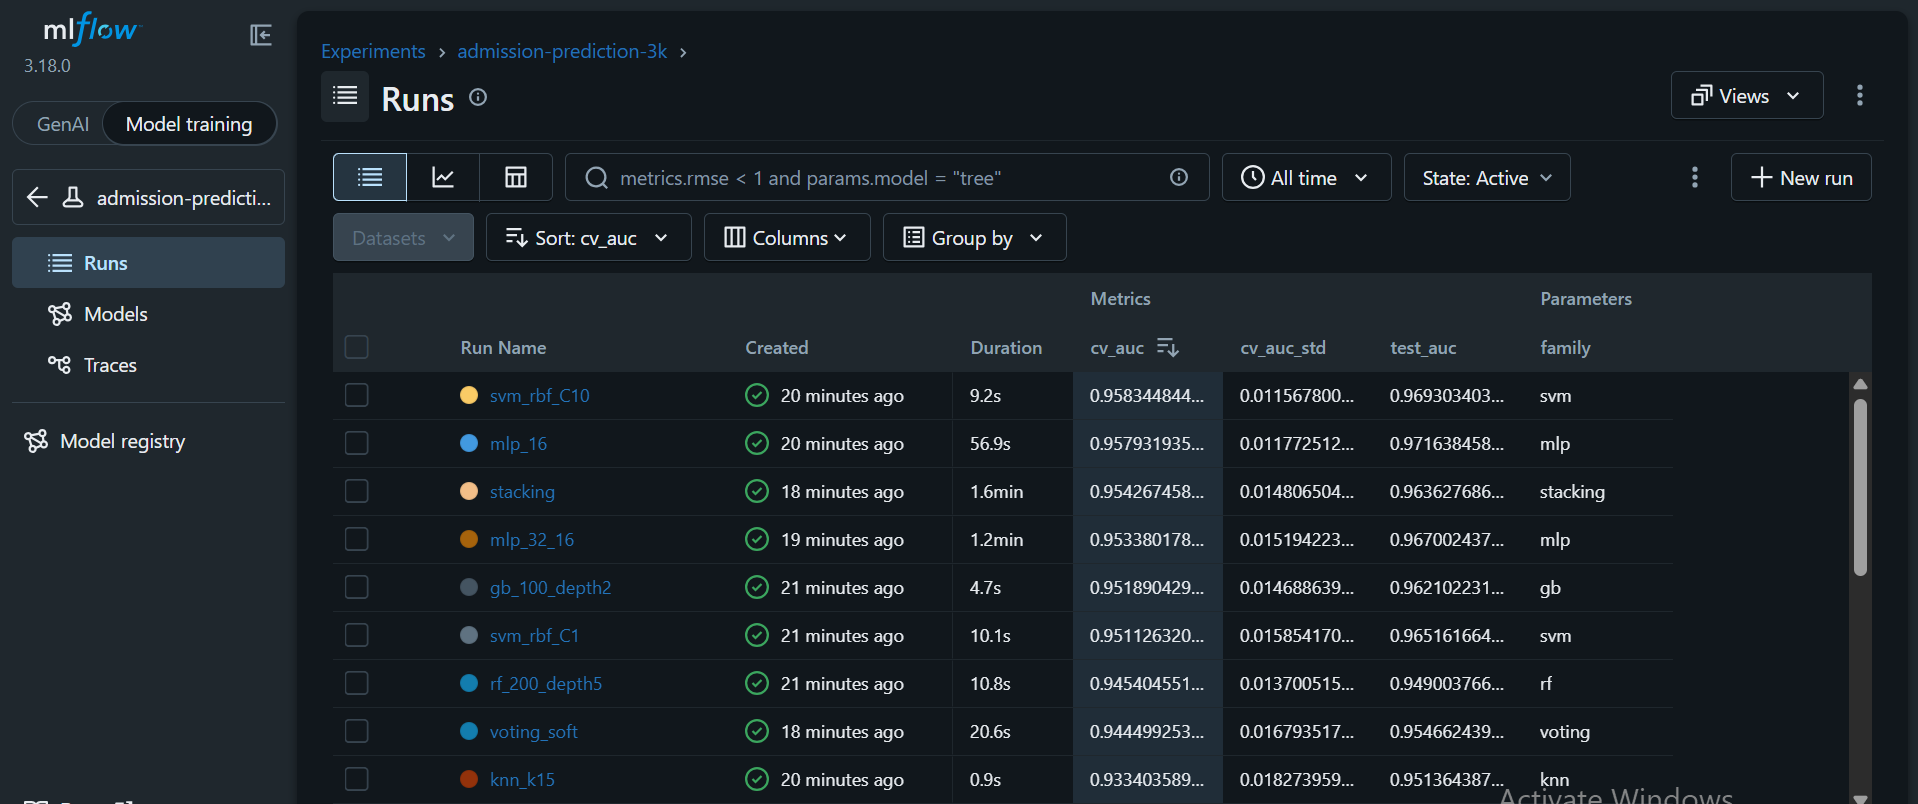 mlflow
3.18.0
GenAI Model training
admission-predicti...
Runs
Models
Traces
Model registry
Experiments > admission-prediction-3k >
Runs
Views
metrics.rmse < 1 and params.model = "tree"
All time
State: Active
New run
Datasets
Sort: cv_auc
Columns
Group by
Metrics Parameters
Run Name Created Duration cv_auc cv_auc_std test_auc family
svm_rbf_C10 20 minutes ago 9.2s 0.958344844... 0.011567800... 0.969303403... svm
mlp_16 20 minutes ago 56.9s 0.957931935... 0.011772512... 0.971638458... mlp
stacking 18 minutes ago 1.6min 0.954267458... 0.014806504... 0.963627686... stacking
mlp_32_16 19 minutes ago 1.2min 0.953380178... 0.015194223... 0.967002437... mlp
gb_100_depth2 21 minutes ago 4.7s 0.951890429... 0.014688639... 0.962102231... gb
svm_rbf_C1 21 minutes ago 10.1s 0.951126320... 0.015854170... 0.965161664... svm
rf_200_depth5 21 minutes ago 10.8s 0.945404551... 0.013700515... 0.949003766... rf
voting_soft 18 minutes ago 20.6s 0.944499253... 0.016793517... 0.954662439... voting
knn_k15 20 minutes ago 0.9s 0.933403589... 0.018273959... 0.951364387... knn
Activate Windows